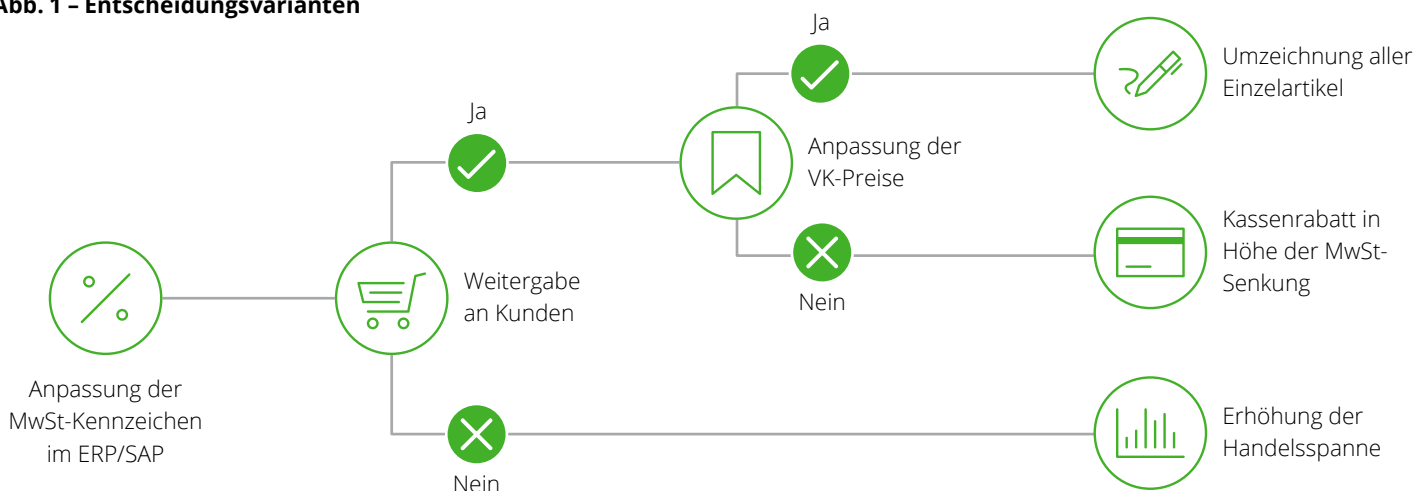 Abb. 1 – Entscheidungsvarianten
Ja
Umzeichnung aller
Einzelartikel
Ja
Anpassung der
VK-Preise
Kassenrabatt in
Höhe der MwSt-
Senkung
Nein
Weitergabe
an Kunden
Anpassung der
MwSt-Kennzeichen
im ERP/SAP
Erhöhung der
Handelsspanne
Nein